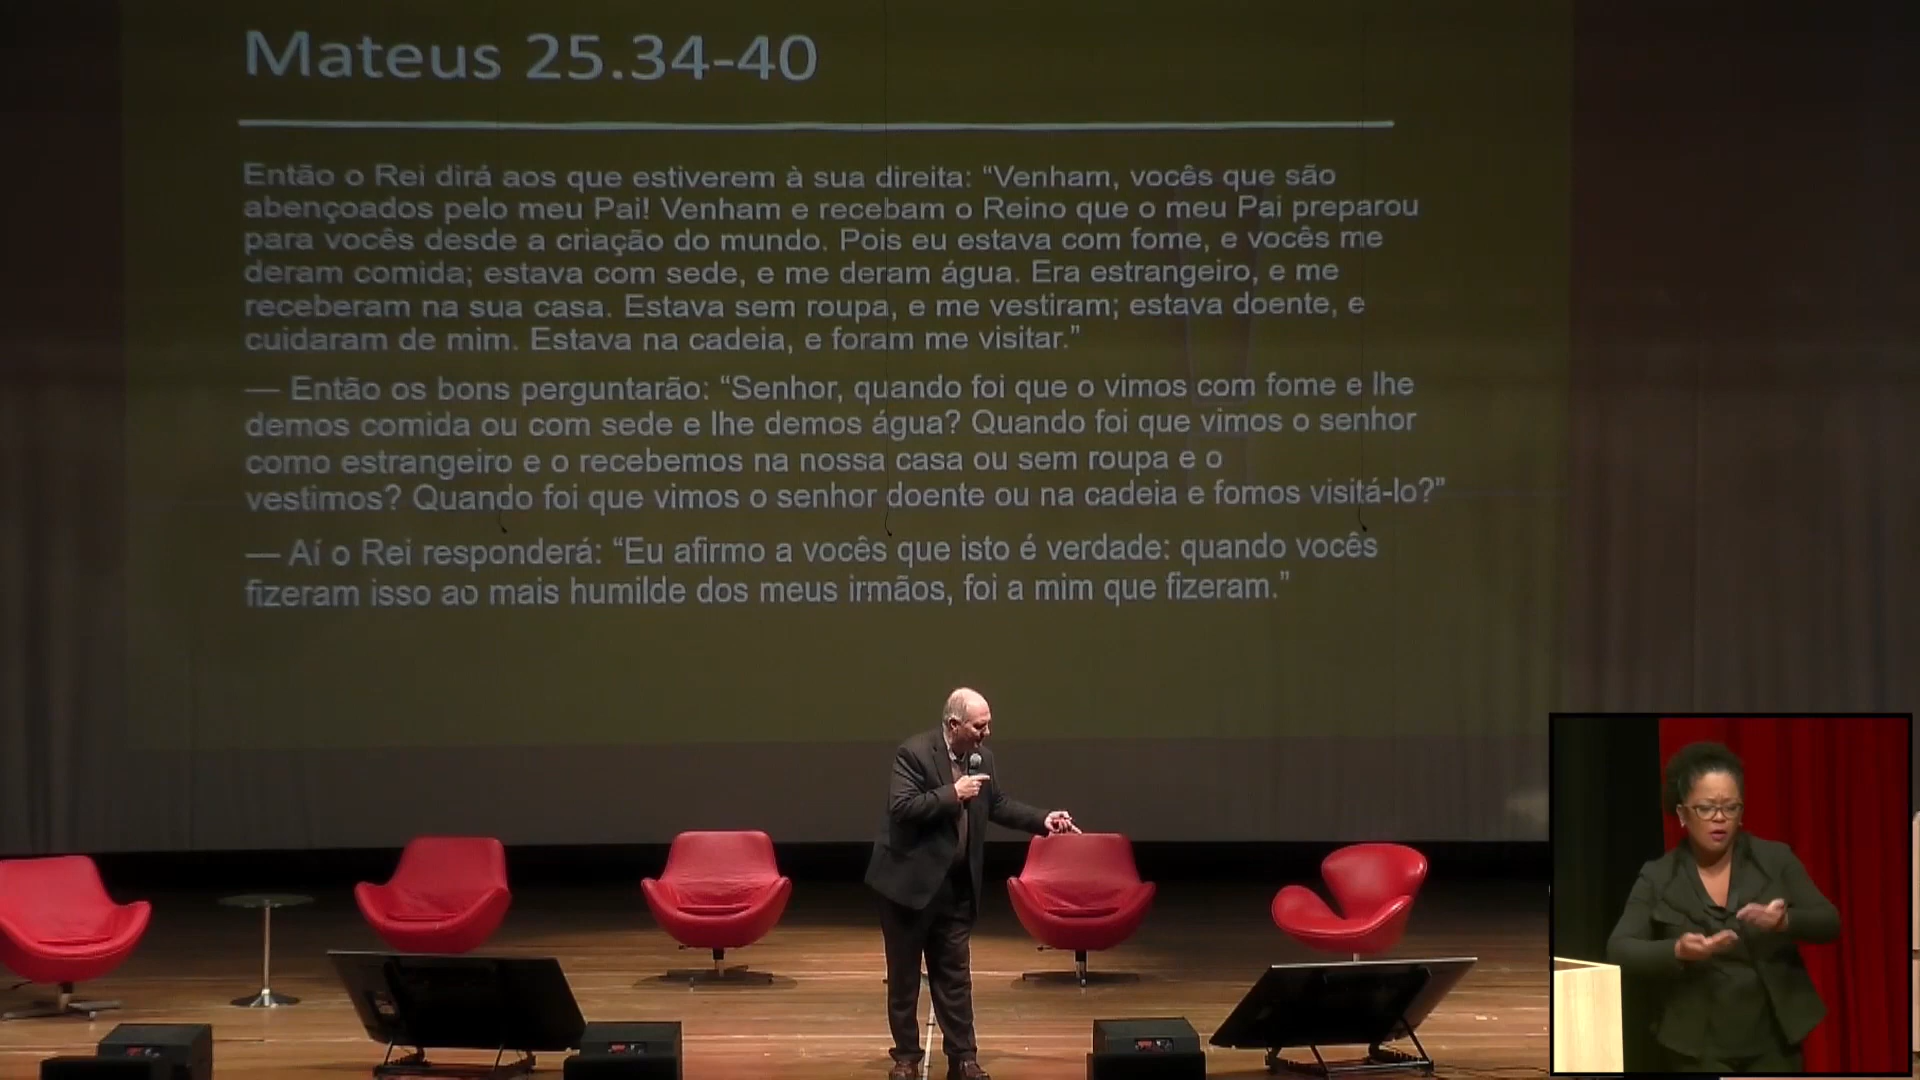 Mateus 25.34-40
Então o Rei dirá aos que estiverem à sua direita: “Venham, vocês que são
abençoados pelo meu Pai! Venham e recebam o Reino que o meu Pai preparou
para vocês desde a criação do mundo. Pois eu estava com fome, e vocês me
deram comida; estava com sede, e me deram água. Era estrangeiro, e me
receberam na sua casa. Estava sem roupa, e me vestiram; estava doente, e
cuidaram de mim. Estava na cadeia, e foram me visitar.”
— Então os bons perguntarão: “Senhor, quando foi que o vimos com fome e lhe
demos comida ou com sede e lhe demos água? Quando foi que vimos o senhor
como estrangeiro e o recebemos na nossa casa ou sem roupa e o
vestimos? Quando foi que vimos o senhor doente ou na cadeia e fomos visitá-lo?”
— Aí o Rei responderá: “Eu afirmo a vocês que isto é verdade: quando vocês
fizeram isso ao mais humilde dos meus irmãos, foi a mim que fizeram.”